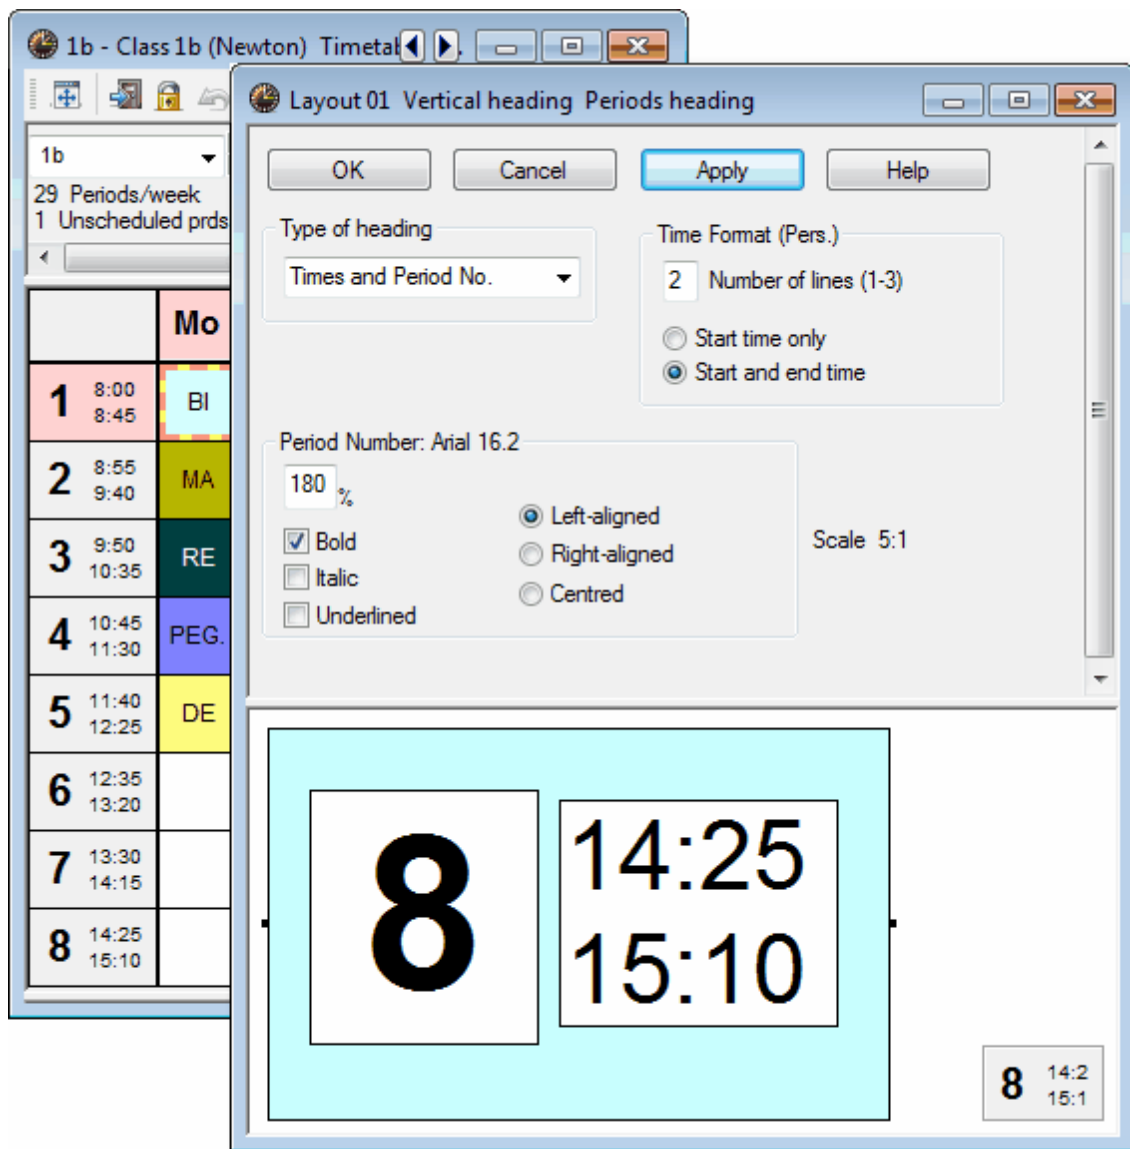 1b - Class 1b (Newton) Timetab
1b
29 Periods/week
1 Unscheduled prds
Mo
1 8:00 8:45 BI
2 8:55 9:40 MA
3 9:50 10:35 RE
4 10:45 11:30 PEG.
5 11:40 12:25 DE
6 12:35 13:20
7 13:30 14:15
8 14:25 15:10
Layout 01 Vertical heading Periods heading
OK Cancel Apply Help
Type of heading
Times and Period No.
Time Format (Pers.)
2 Number of lines (1-3)
Start time only
Start and end time
Period Number: Arial 16.2
180 %
Bold
Italic
Underlined
Left-aligned
Right-aligned
Centred
Scale 5:1
8
14:25
15:10
8 14:2
15:1